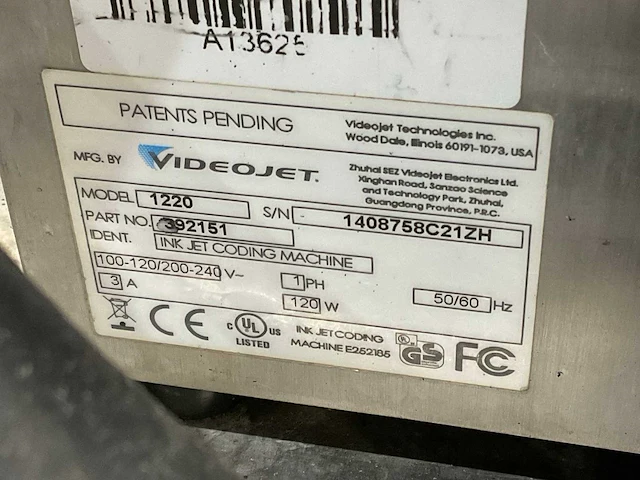 A13625
PATENTS PENDING
Videojet Technologies Inc.
Wood Dale, Illinois 60191-1073, USA
MFG. BY VIDEOJET.
Zhuhai SEZ Videojet Electronics Ltd.
Xinghan Road, Sanzao Science
and Technology Park, Zhuhai,
Guangdong Province, P.R.C.
MODEL 1220 S/N 1408758C21ZH
PART NO. 392151
IDENT. INK JET CODING MACHINE
100-120/200-240 V~ 1 PH 50/60 Hz
3 A 120 W
CE C UL US LISTED
INK JET CODING
MACHINE E252185
UL GS FC